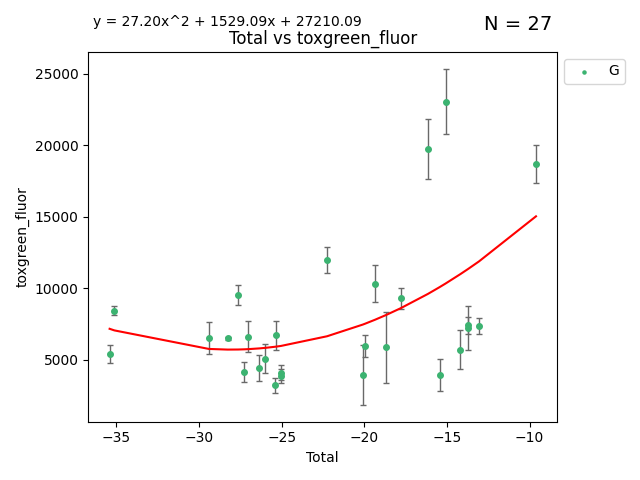 y = 27.20x^2 + 1529.09x + 27210.09
N = 27
Total vs toxgreen_fluor
G
25000
20000
15000
10000
5000
toxgreen_fluor
−35
−30
−25
−20
−15
−10
Total